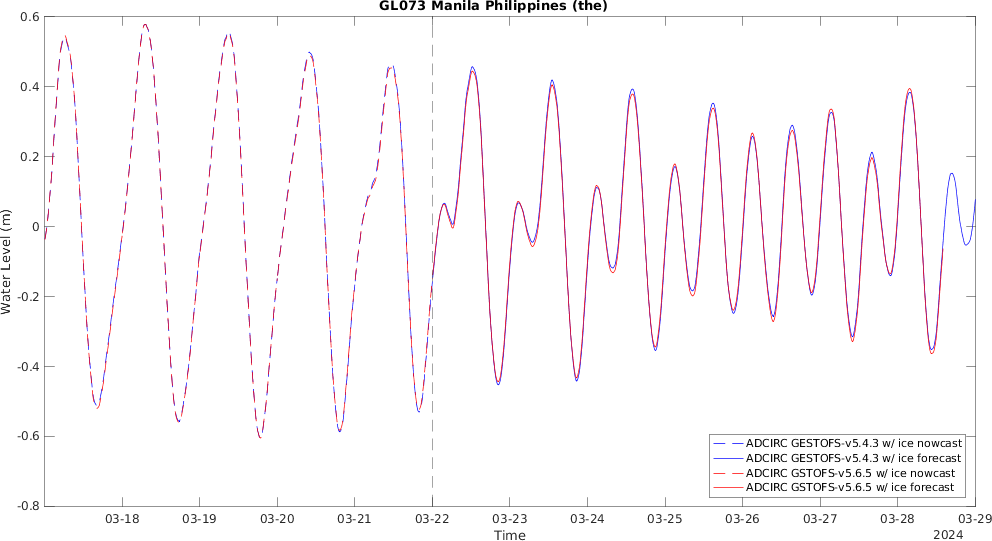 GL073 Manila Philippines (the)
0.6
0.4
0.2
0
-0.2
-0.4
-0.6
-0.8
Water Level (m)
03-18 03-19 03-20 03-21 03-22 03-23 03-24 03-25 03-26 03-27 03-28 03-29
Time
2024
ADCIRC GESTOFS-v5.4.3 w/ ice nowcast
ADCIRC GESTOFS-v5.4.3 w/ ice forecast
ADCIRC GSTOFS-v5.6.5 w/ ice nowcast
ADCIRC GSTOFS-v5.6.5 w/ ice forecast